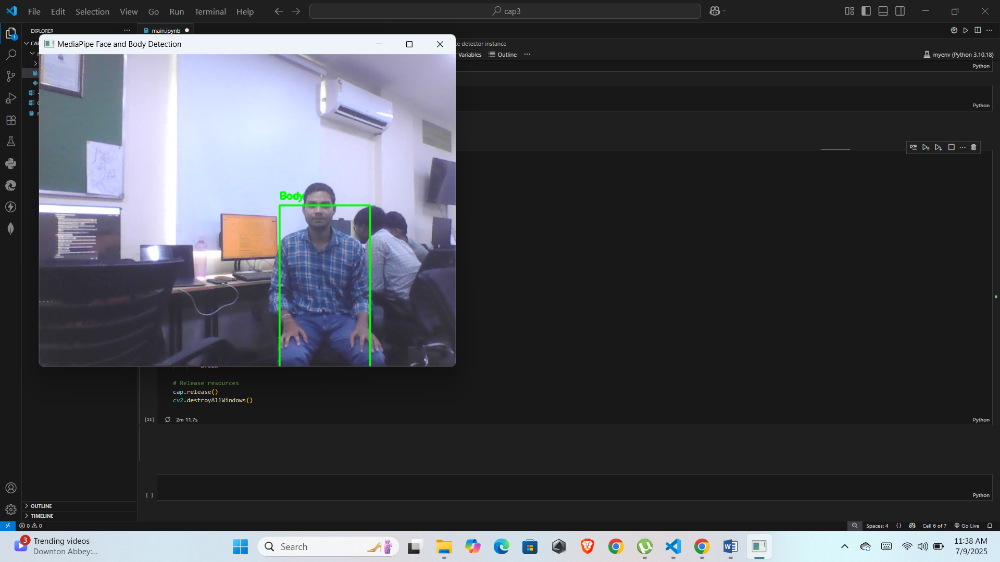 File Edit Selection View Go Run Terminal Help
cap3
EXPLORER
main.ipynb
MediaPipe Face and Body Detection
te detector instance
Variables Outline
myenv (Python 3.10.18)
Python
Python
Body
# Release resources
cap.release()
cv2.destroyAllWindows()
[11] 2m 11.7s
Python
[ ]
Python
OUTLINE
TIMELINE
0 0
Spaces: 4 {} Cell 6 of 7 Go Live
3
Trending videos
Downton Abbey:...
Search
11:38 AM
7/9/2025